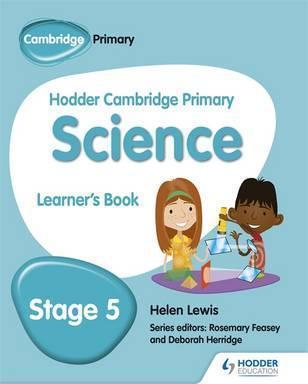 Cambridge Primary
Hodder Cambridge Primary
Science
Learner's Book
Stage 5
Helen Lewis
Series editors: Rosemary Feasey
and Deborah Herridge
HODDER
EDUCATION